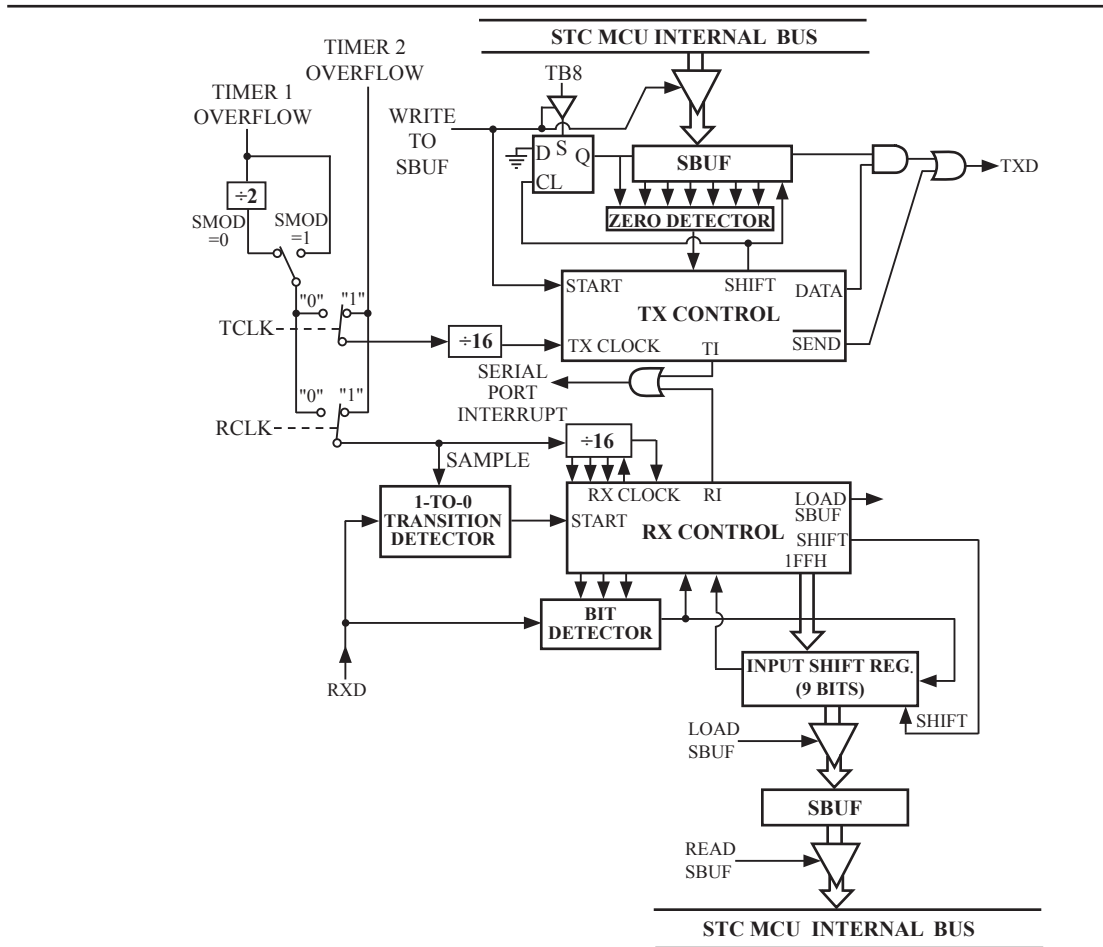 STC MCU INTERNAL BUS
TIMER 2
OVERFLOW
TB8
TIMER 1
OVERFLOW
WRITE
TO
SBUF
D S Q
CL
SBUF
TXD
÷2
ZERO DETECTOR
SMOD
=0
SMOD
=1
START
SHIFT
DATA
TX CONTROL
"0" "1"
TCLK
÷16
TX CLOCK
TI
SEND
SERIAL
PORT
INTERRUPT
"0" "1"
RCLK
÷16
SAMPLE
RX CLOCK
RI
LOAD
SBUF
1-TO-0
TRANSITION
DETECTOR
START
RX CONTROL
SHIFT
1FFH
BIT
DETECTOR
INPUT SHIFT REG.
(9 BITS)
RXD
SHIFT
LOAD
SBUF
SBUF
READ
SBUF
STC MCU INTERNAL BUS